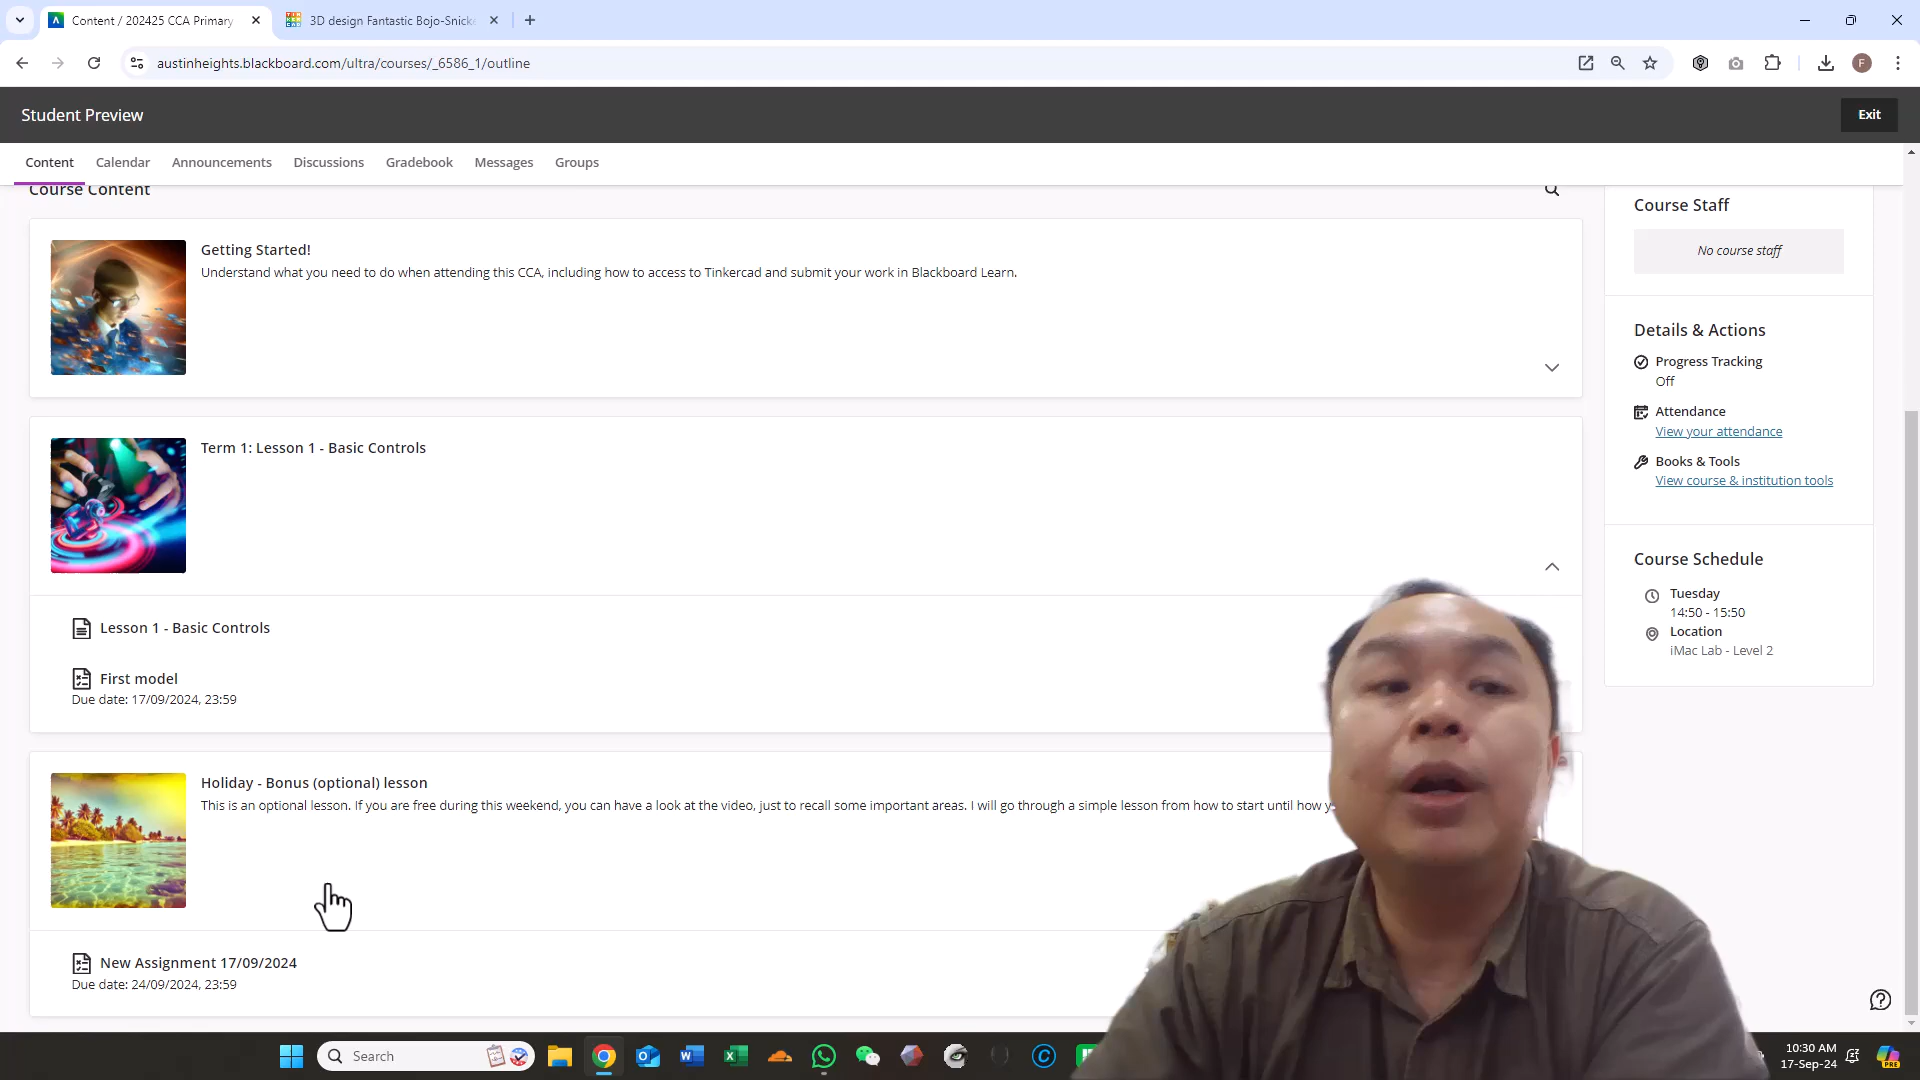 Content / 202425 CCA Primary
3D design Fantastic Bojo-Snick
austinheights.blackboard.com/ultra/courses/_6586_1/outline
F
Student Preview
Exit
Content
Calendar
Announcements
Discussions
Gradebook
Messages
Groups
Course Content
Getting Started!
Understand what you need to do when attending this CCA, including how to access to Tinkercad and submit your work in Blackboard Learn.
Term 1: Lesson 1 - Basic Controls
Lesson 1 - Basic Controls
First model
Due date: 17/09/2024, 23:59
Holiday - Bonus (optional) lesson
This is an optional lesson. If you are free during this weekend, you can have a look at the video, just to recall some important areas. I will go through a simple lesson from how to start until how
New Assignment 17/09/2024
Due date: 24/09/2024, 23:59
Course Staff
No course staff
Details & Actions
Progress Tracking
Off
Attendance
View your attendance
Books & Tools
View course & institution tools
Course Schedule
Tuesday
14:50 - 15:50
Location
iMac Lab - Level 2
Search
10:30 AM
17-Sep-24